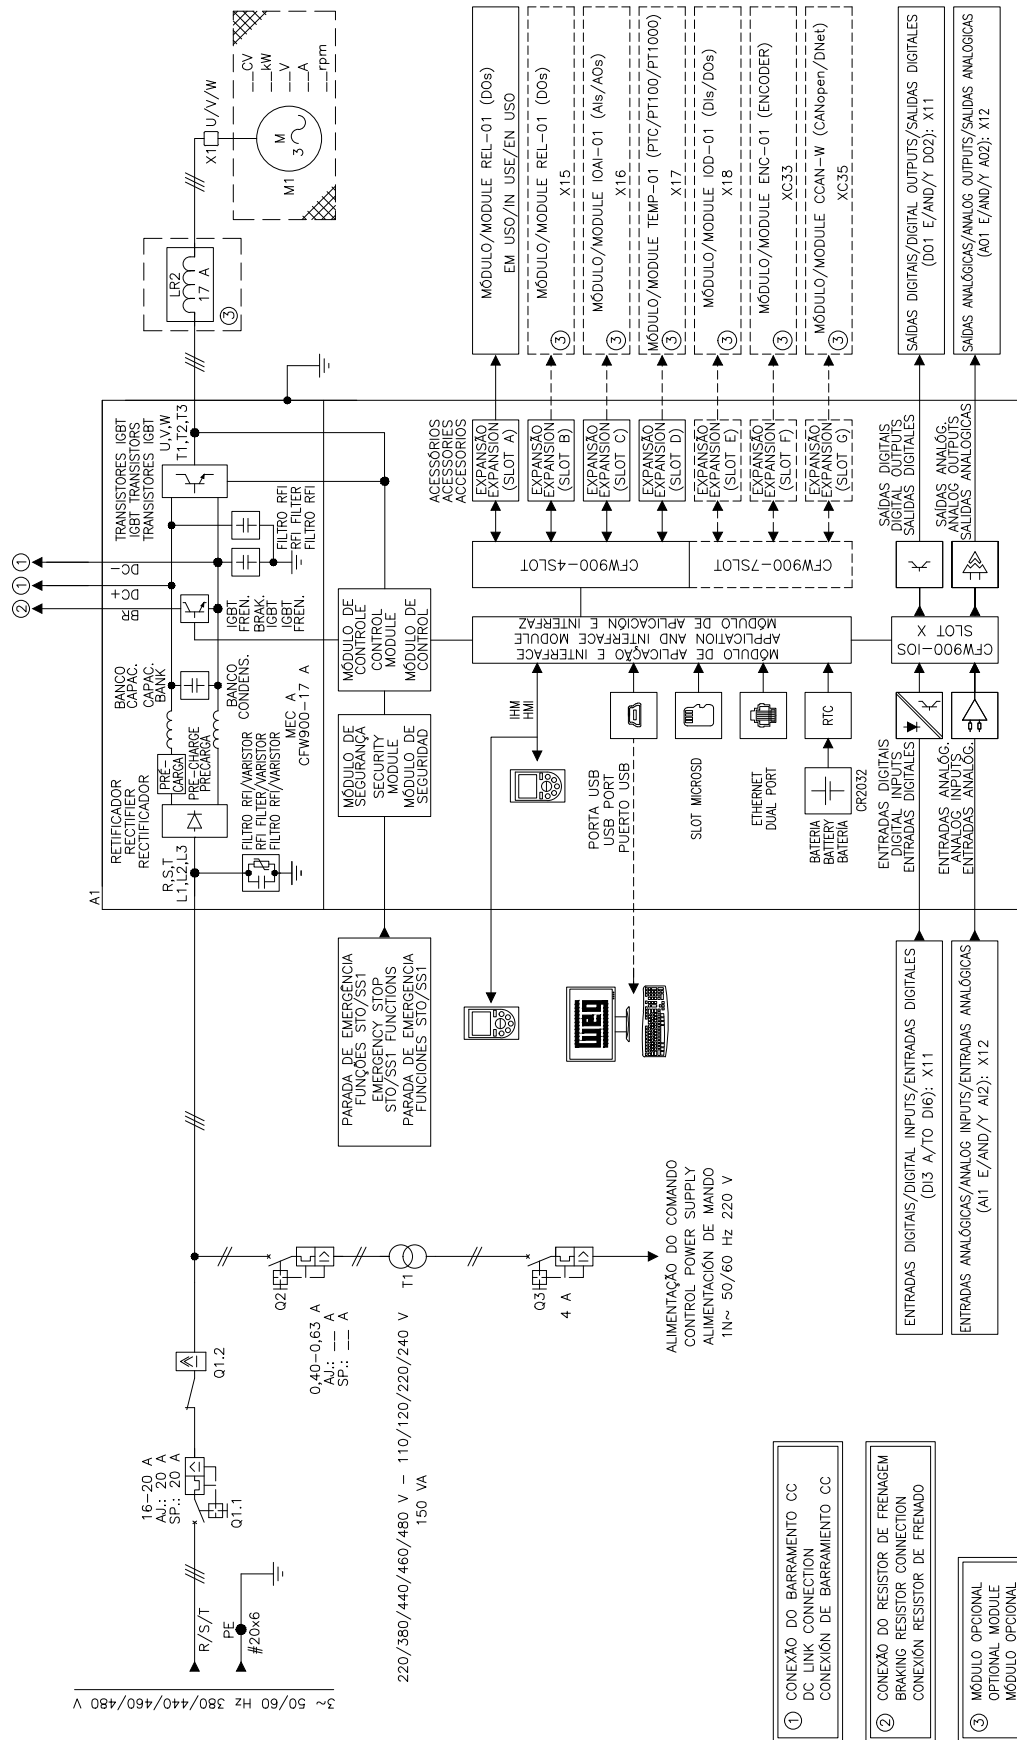 3~ 50/60 Hz 380/440/460/480 V
R/S/T
PE
#20x6
16-20 A
AJ.: 20 A
SP.: 20 A
Q1.1
Q1.2
Q2
0,40-0,63 A
AJ.: __ A
SP.: __ A
T1
220/380/440/460/480 V - 110/120/220/240 V
150 VA
Q3
4 A
ALIMENTAÇÃO DO COMANDO
CONTROL POWER SUPPLY
ALIMENTACIÓN DE MANDO
1N~ 50/60 Hz 220 V
A1
RETIFICADOR
RECTIFIER
RECTIFICADOR
R,S,T
L1,L2,L3
FILTRO RFI/VARISTOR
RFI FILTER/VARISTOR
FILTRO RFI/VARISTOR
PRÉ-
CARGA
PRE-CHARGE
PRECARGA
BANCO
CAPAC.
CAPAC.
BANK
BANCO
CONDENS.
MEC A
CFW900-17 A
BR
DC+
DC-
2
1
1
IGBT
FREN.
BRAK.
IGBT
IGBT
FREN.
FILTRO RFI
RFI FILTER
FILTRO RFI
TRANSISTORES IGBT
IGBT TRANSISTORS
TRANSISTORES IGBT
U,V,W
T1,T2,T3
LR2
17 A
3
X1
U/V/W
M1
M
3
__CV
__kW
__V
__A
__rpm
PARADA DE EMERGÊNCIA
FUNÇÕES STO/SS1
EMERGENCY STOP
STO/SS1 FUNCTIONS
PARADA DE EMERGENCIA
FUNCIONES STO/SS1
MÓDULO DE
SEGURANÇA
SECURITY
MODULE
MÓDULO DE
SEGURIDAD
MÓDULO DE
CONTROLE
CONTROL
MODULE
MÓDULO DE
CONTROL
IHM
HMI
PORTA USB
USB PORT
PUERTO USB
weg
SLOT MICROSD
ETHERNET
DUAL PORT
RTC
BATERIA
BATTERY
BATERÍA
CR2032
MÓDULO DE APLICAÇÃO E INTERFACE
APPLICATION AND INTERFACE MODULE
MÓDULO DE APLICACIÓN E INTERFAZ
CFW900-4SLOT
CFW900-7SLOT
ACESSÓRIOS
ACCESSORIES
ACCESORIOS
EXPANSÃO
EXPANSION
(SLOT A)
EXPANSÃO
EXPANSION
(SLOT B)
EXPANSÃO
EXPANSION
(SLOT C)
EXPANSÃO
EXPANSION
(SLOT D)
EXPANSÃO
EXPANSION
(SLOT E)
EXPANSÃO
EXPANSION
(SLOT F)
EXPANSÃO
EXPANSION
(SLOT G)
MÓDULO/MODULE REL-01 (DOs)
EM USO/IN USE/EN USO
MÓDULO/MODULE REL-01 (DOs)
3
X15
MÓDULO/MODULE IOAI-01 (AIs/AOs)
3
X16
MÓDULO/MODULE TEMP-01 (PTC/PT100/PT1000)
3
X17
MÓDULO/MODULE IOD-01 (DIs/DOs)
3
X18
MÓDULO/MODULE ENC-01 (ENCODER)
3
XC33
MÓDULO/MODULE CCAN-W (CANopen/DNet)
3
XC35
ENTRADAS DIGITAIS/DIGITAL INPUTS/ENTRADAS DIGITALES
(DI3 A/TO DI6): X11
ENTRADAS ANALÓGICAS/ANALOG INPUTS/ENTRADAS ANALÓGICAS
(AI1 E/AND/Y AI2): X12
ENTRADAS DIGITAIS
DIGITAL INPUTS
ENTRADAS DIGITALES
ENTRADAS ANALÓG.
ANALOG INPUTS
ENTRADAS ANALÓG.
CFW900-IOS
SLOT X
SAÍDAS DIGITAIS
DIGITAL OUTPUTS
SALIDAS DIGITALES
SAÍDAS ANALÓG.
ANALOG OUTPUTS
SALIDAS ANALOGICAS
SAÍDAS DIGITAIS/DIGITAL OUTPUTS/SALIDAS DIGITALES
(DO1 E/AND/Y DO2): X11
SAÍDAS ANALÓGICAS/ANALOG OUTPUTS/SALIDAS ANALOGICAS
(AO1 E/AND/Y AO2): X12
1 CONEXÃO DO BARRAMENTO CC
DC LINK CONNECTION
CONEXIÓN DE BARRAMIENTO CC
2 CONEXÃO DO RESISTOR DE FRENAGEM
BRAKING RESISTOR CONNECTION
CONEXIÓN RESISTOR DE FRENADO
3 MÓDULO OPCIONAL
OPTIONAL MODULE
MÓDULO OPCIONAL